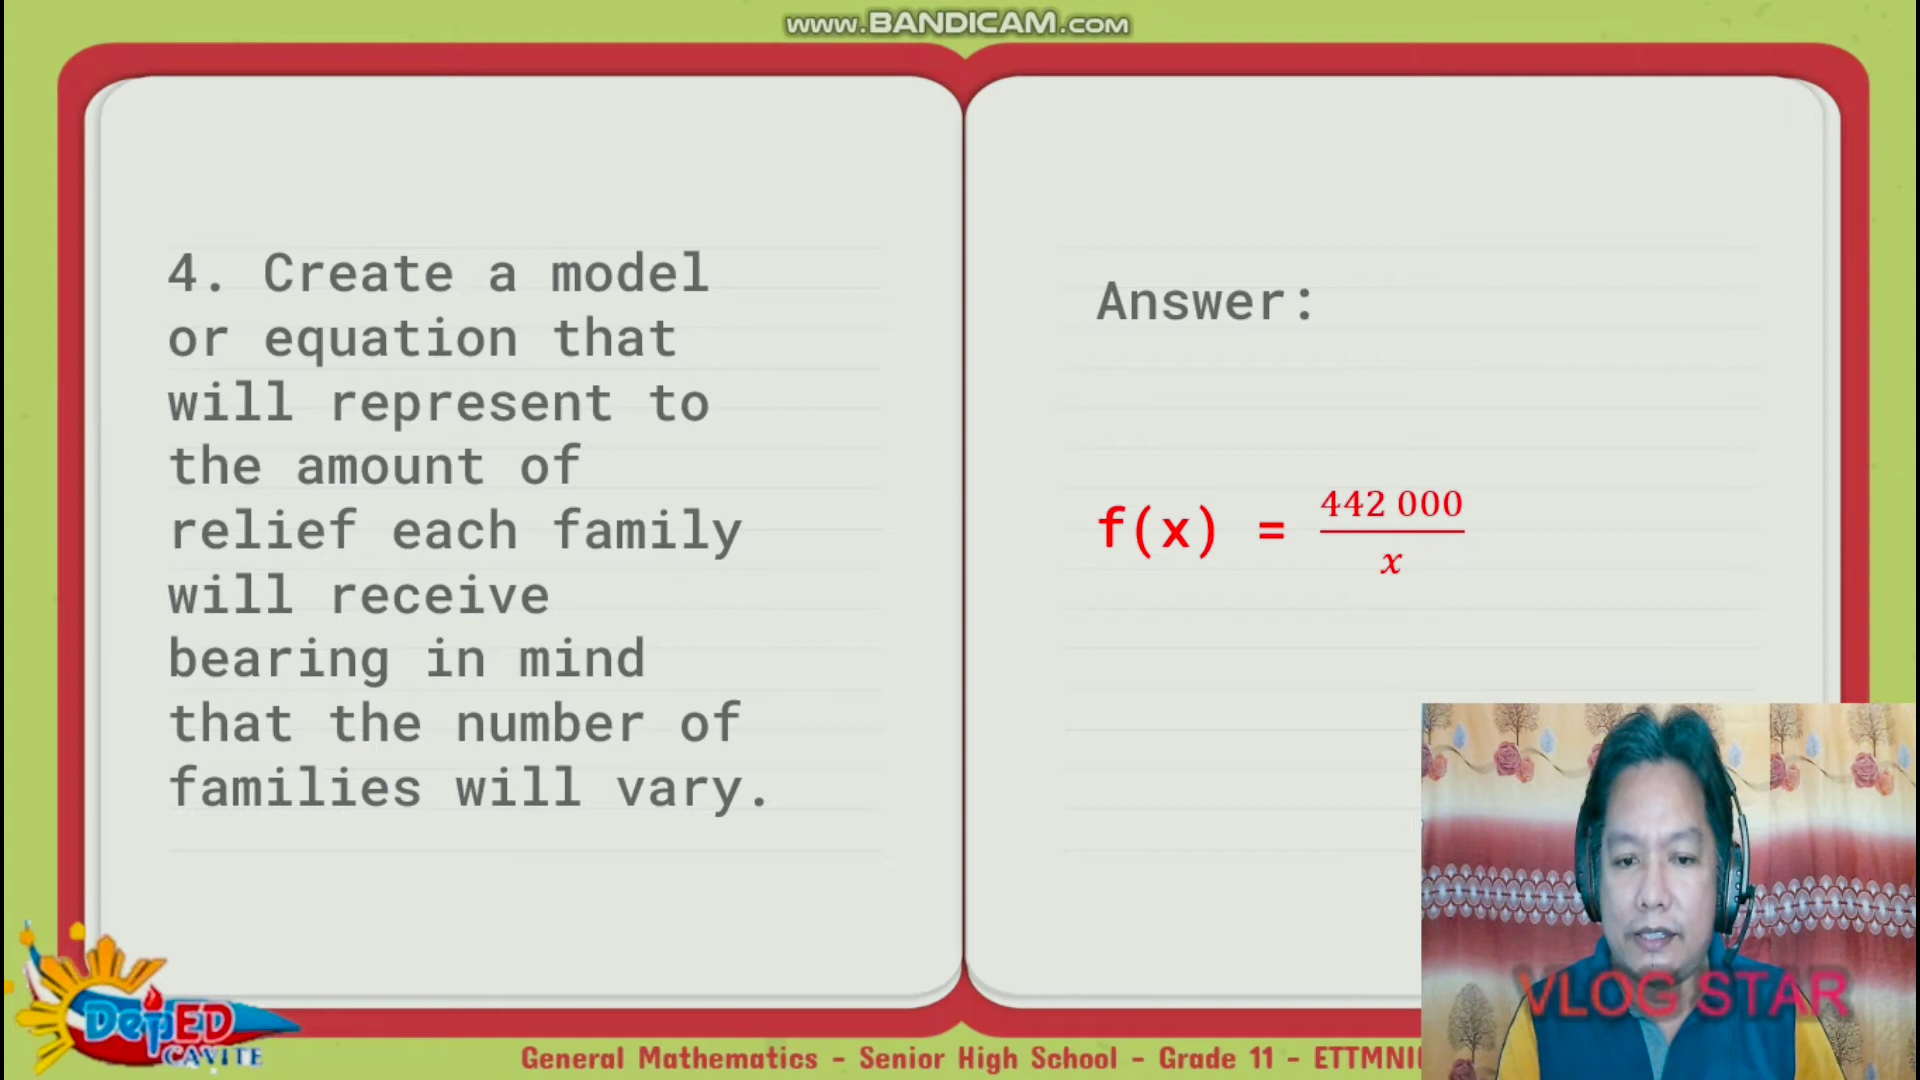 www.BANDICAM.com
4. Create a model
or equation that
will represent to
the amount of
relief each family
will receive
bearing in mind
that the number of
families will vary.
Answer:
f(x) = 442 000 / x
DepED
CAVITE
General Mathematics - Senior High School - Grade 11 - ETTMNI
VLOG STAR